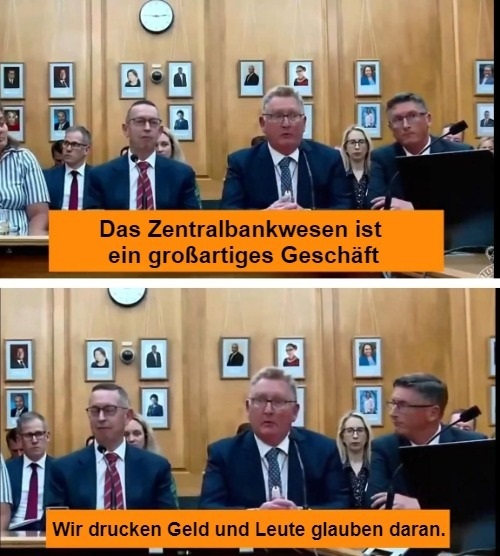 Das Zentralbankwesen ist
ein großartiges Geschäft
Wir drucken Geld und Leute glauben daran.